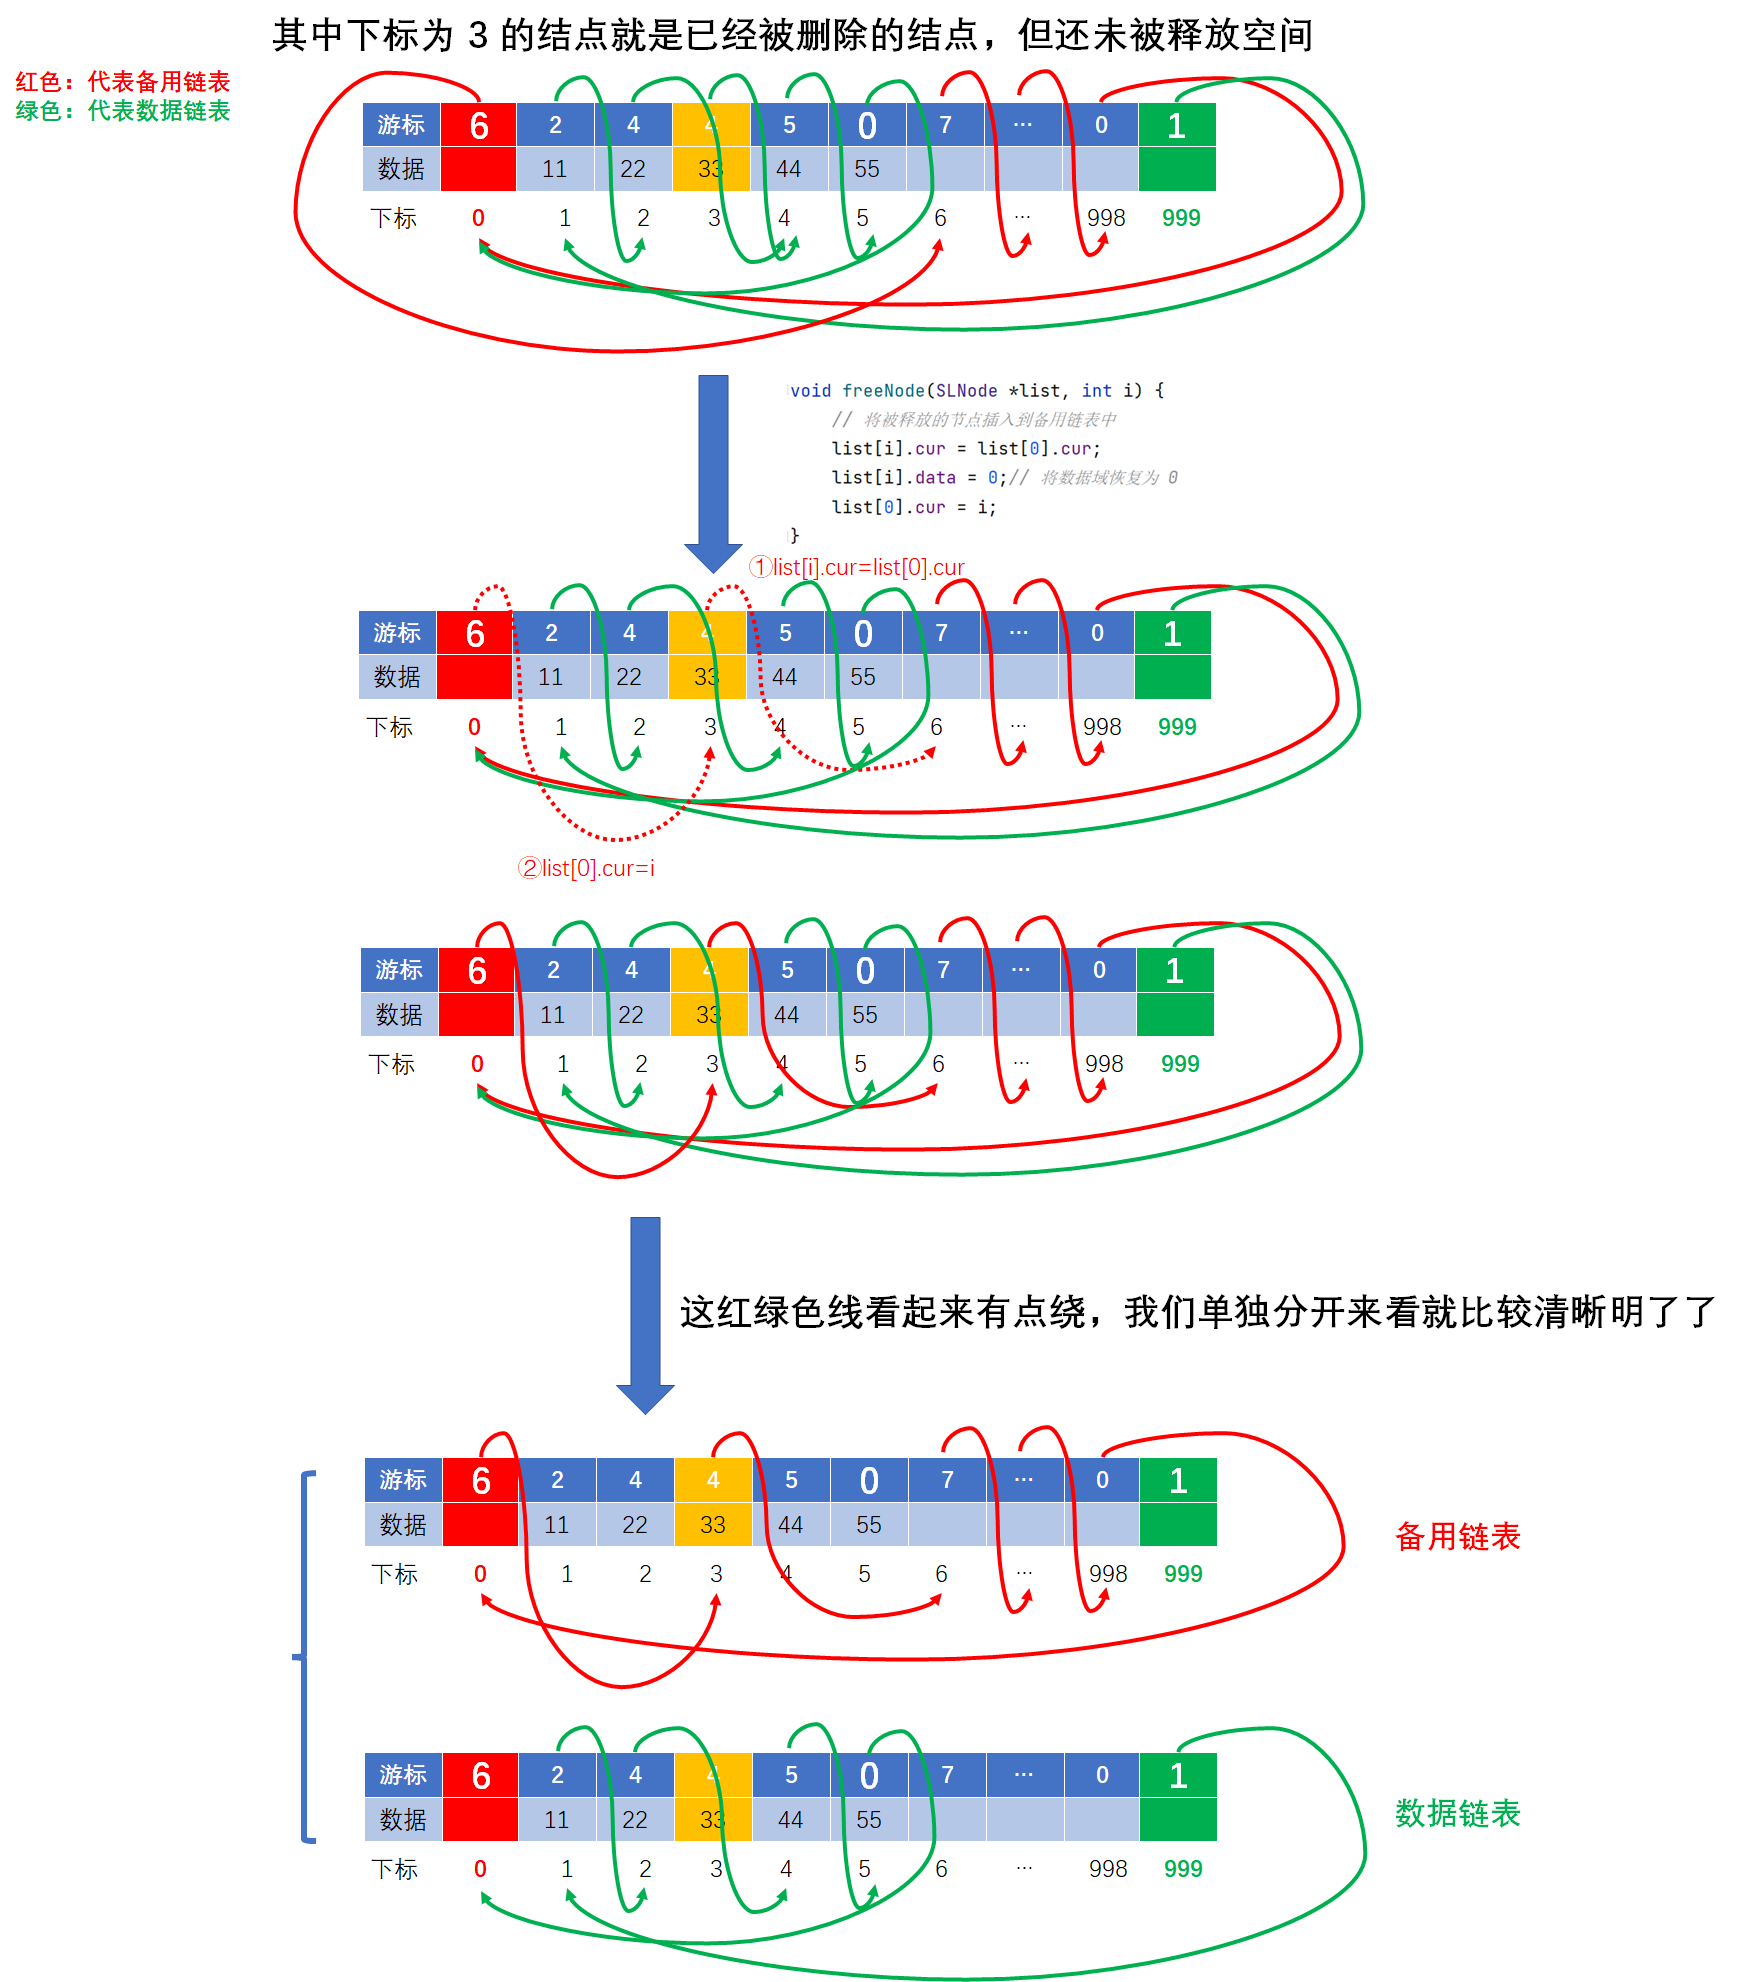 其中下标为 3 的结点就是已经被删除的结点，但还未被释放空间
红色：代表备用链表
绿色：代表数据链表
游标 6 2 4 4 5 0 7 ... 0 1
数据 11 22 33 44 55
下标 0 1 2 3 4 5 6 ... 998 999
void freeNode(SLNode *list, int i) {
// 将被释放的节点插入到备用链表中
list[i].cur = list[0].cur;
list[i].data = 0;// 将数据域恢复为 0
list[0].cur = i;
}
①list[i].cur=list[0].cur
游标 6 2 4 4 5 0 7 ... 0 1
数据 11 22 33 44 55
下标 0 1 2 3 4 5 6 ... 998 999
②list[0].cur=i
游标 6 2 4 4 5 0 7 ... 0 1
数据 11 22 33 44 55
下标 0 1 2 3 4 5 6 ... 998 999
这红绿色线看起来有点绕，我们单独分开来看就比较清晰明了了
游标 6 2 4 4 5 0 7 ... 0 1
数据 11 22 33 44 55
备用链表
下标 0 1 2 3 4 5 6 ... 998 999
游标 6 2 4 4 5 0 7 ... 0 1
数据 11 22 33 44 55
数据链表
下标 0 1 2 3 4 5 6 ... 998 999